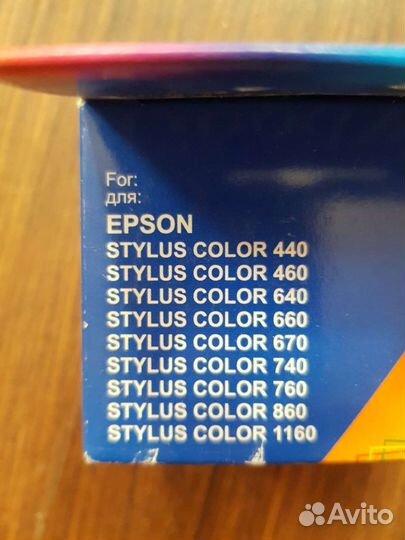 For:
для:
EPSON
STYLUS COLOR 440
STYLUS COLOR 460
STYLUS COLOR 640
STYLUS COLOR 660
STYLUS COLOR 670
STYLUS COLOR 740
STYLUS COLOR 760
STYLUS COLOR 860
STYLUS COLOR 1160
Avito